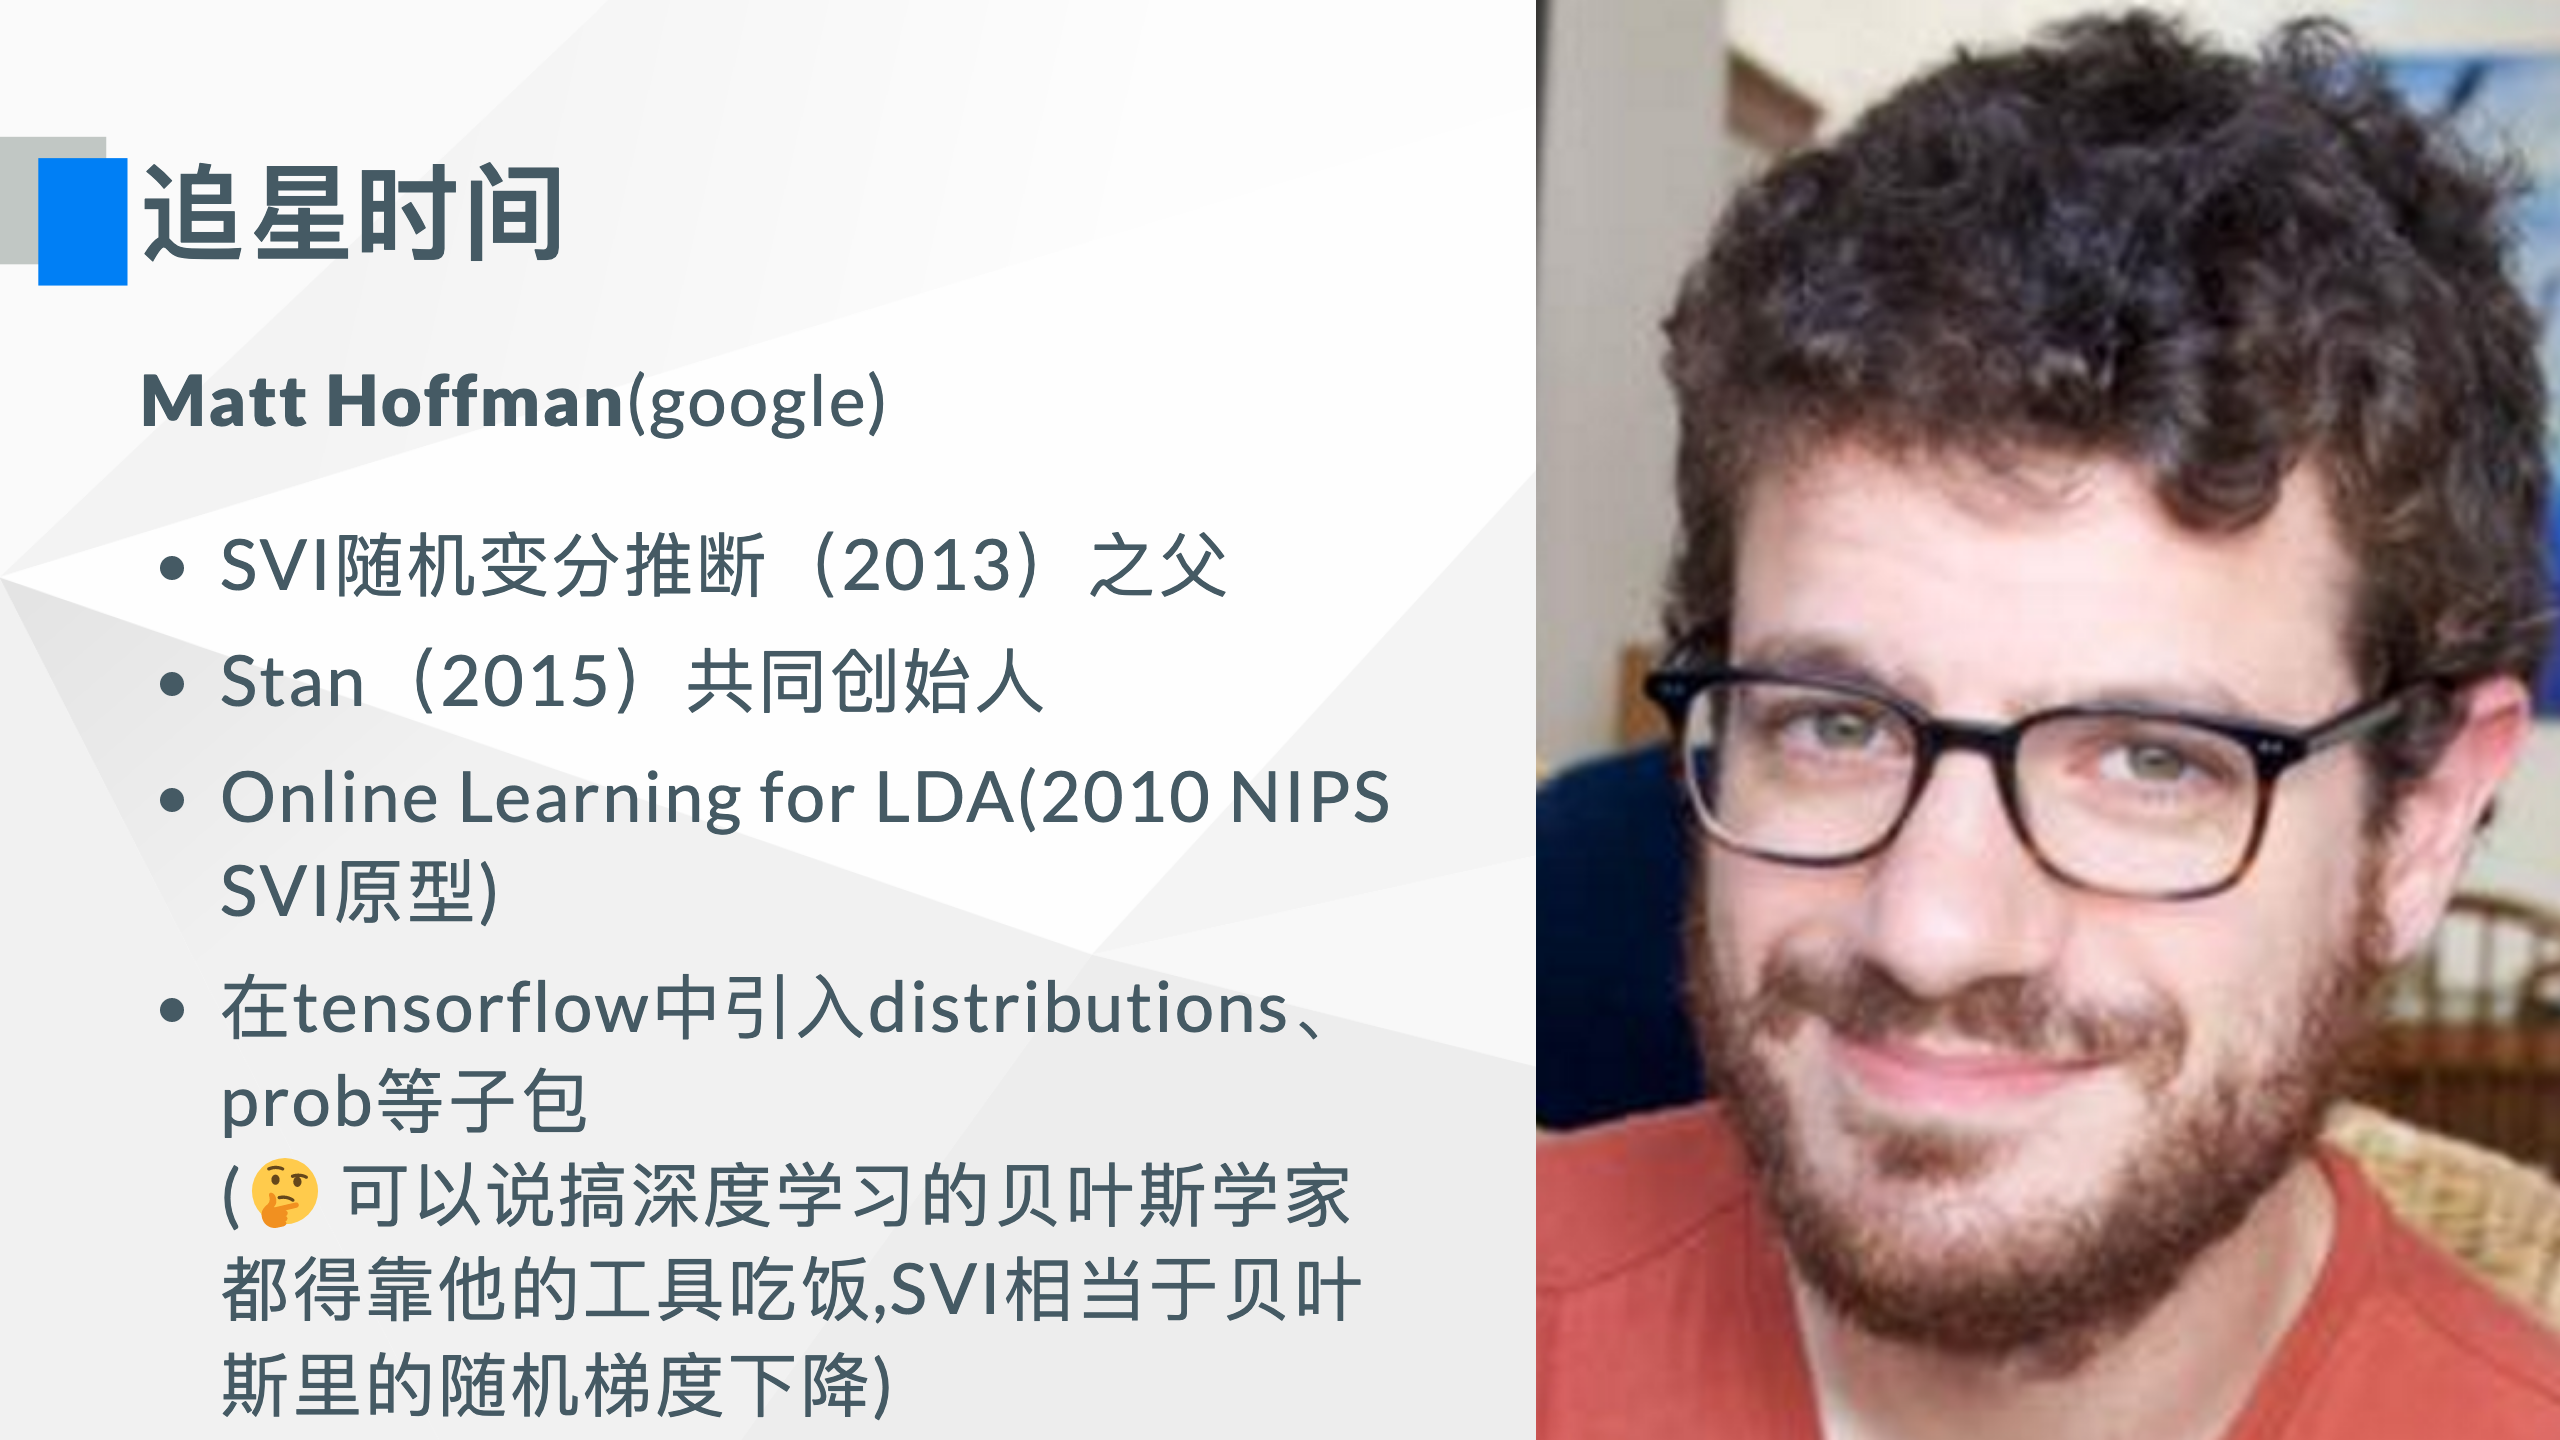 追星时间
Matt Hoffman(google)
• SVI随机变分推断（2013）之父
• Stan（2015）共同创始人
• Online Learning for LDA(2010 NIPS
SVI原型)
• 在tensorflow中引入distributions、
prob等子包
(🤔 可以说搞深度学习的贝叶斯学家
都得靠他的工具吃饭,SVI相当于贝叶
斯里的随机梯度下降)